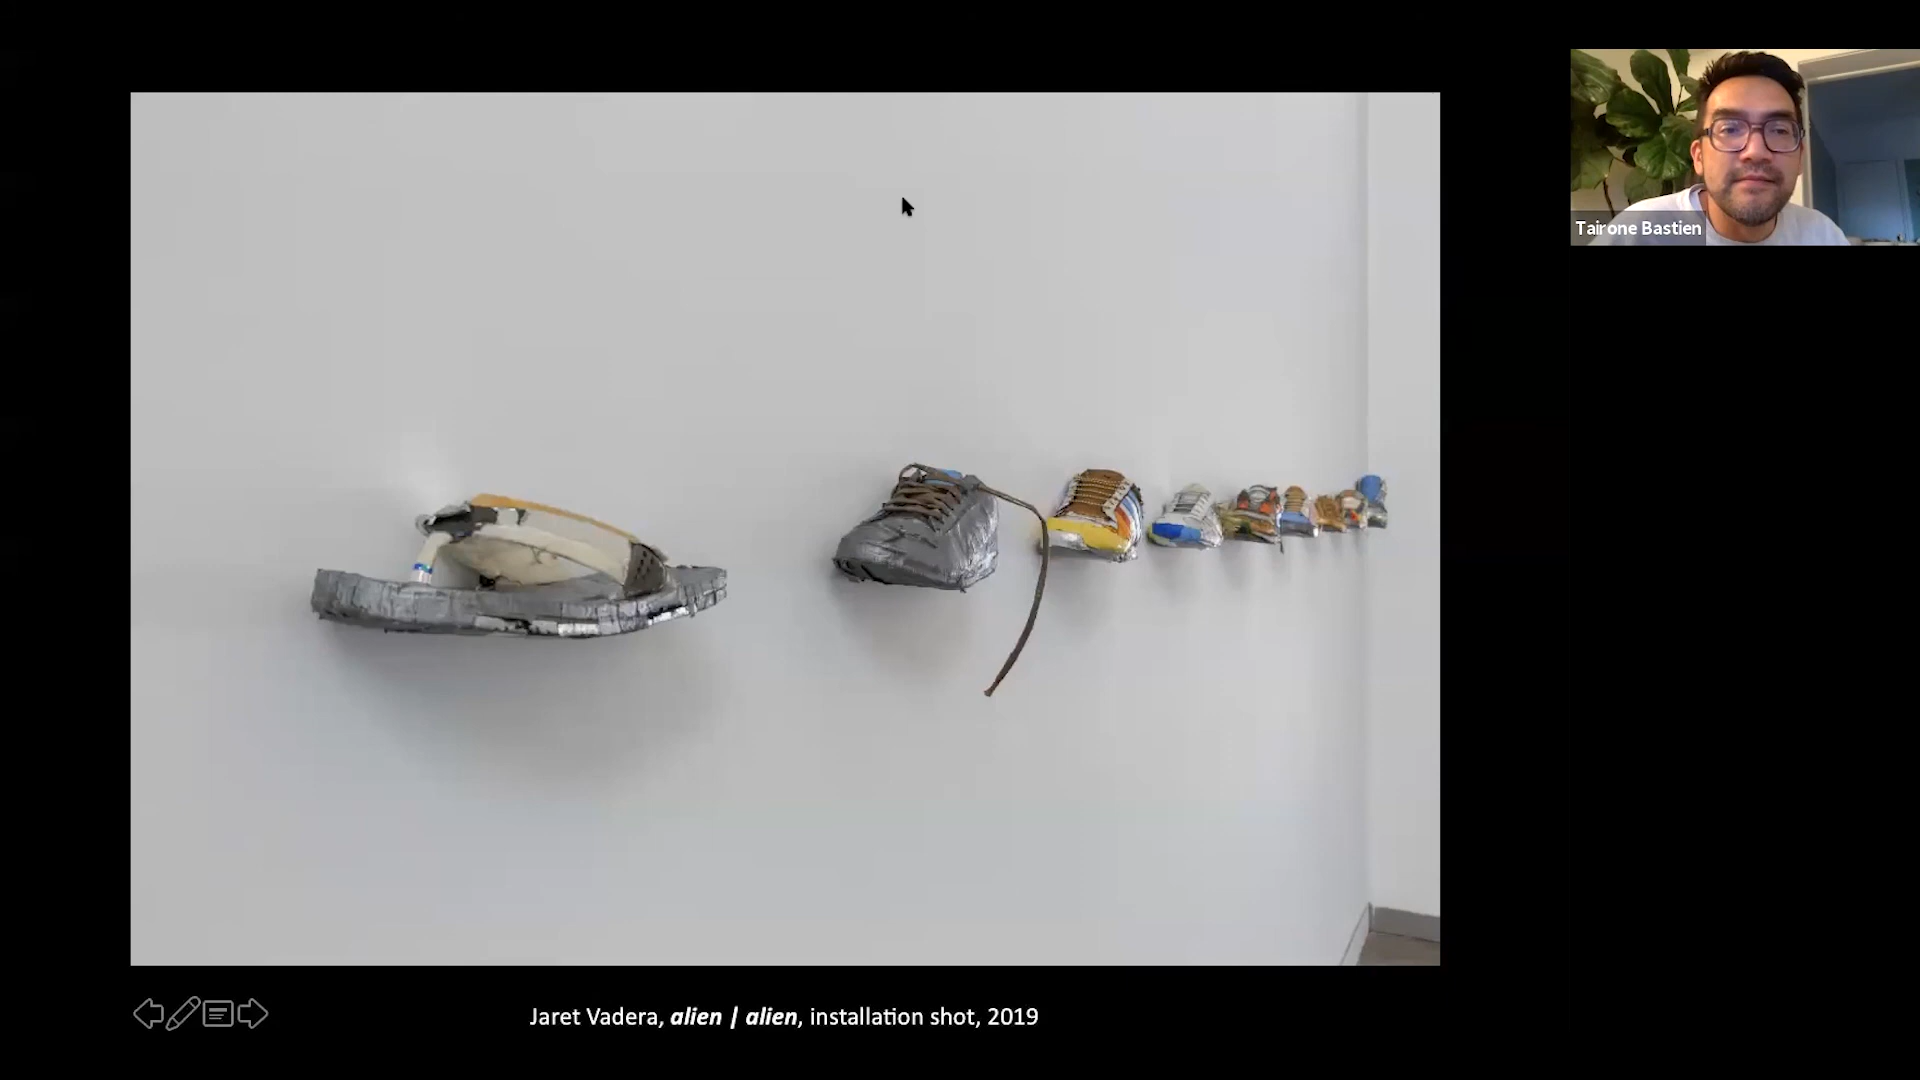 Tairone Bastien
Jaret Vadera, alien | alien, installation shot, 2019